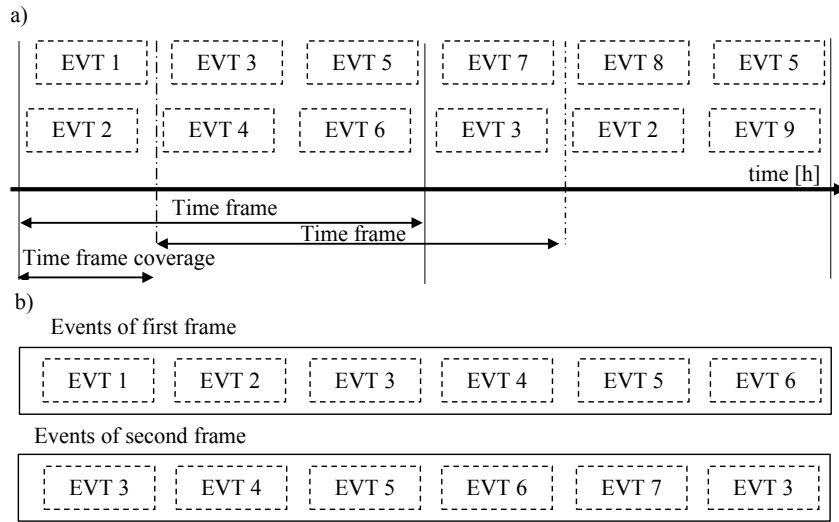 a)
EVT 1 EVT 3 EVT 5 EVT 7 EVT 8 EVT 5
EVT 2 EVT 4 EVT 6 EVT 3 EVT 2 EVT 9
time [h]
Time frame
Time frame
Time frame coverage
b)
Events of first frame
EVT 1 EVT 2 EVT 3 EVT 4 EVT 5 EVT 6
Events of second frame
EVT 3 EVT 4 EVT 5 EVT 6 EVT 7 EVT 3